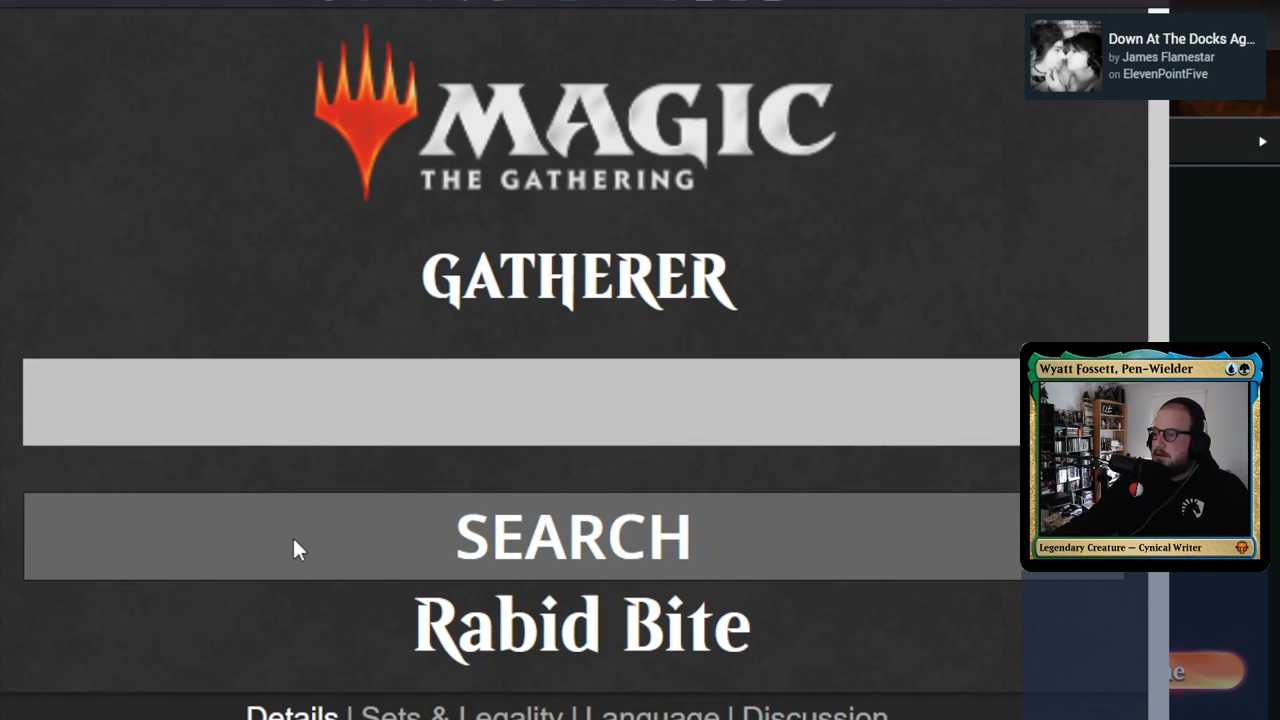 MAGIC
THE GATHERING
GATHERER
SEARCH
Rabid Bite
Details | Sets & Legality | Language | Discussion
Down At The Docks Ag...
by James Flamestar
on ElevenPointFive
Wyatt Fossett, Pen-Wielder
Legendary Creature — Cynical Writer